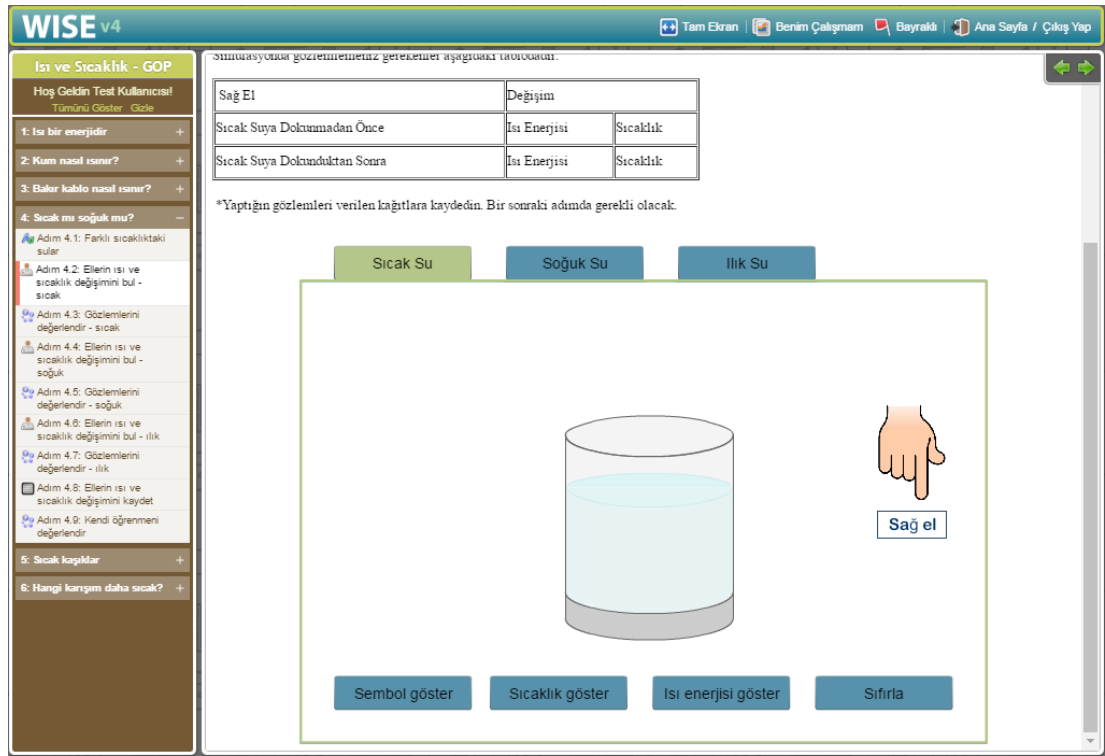 WISE v4
Tam Ekran
Benim Çalışmam
Bayraklı
Ana Sayfa / Çıkış Yap
Isı ve Sıcaklık - GOP
Hoş Geldin Test Kullanıcısı!
Tümünü Göster Gizle
1: Isı bir enerjidir +
2: Kum nasıl ısınır? +
3: Bakır kablo nasıl ısınır? +
4: Sıcak mı soğuk mu? –
Adım 4.1: Farklı sıcaklıktaki
sular
Adım 4.2: Ellerin ısı ve
sıcaklık değişimini bul -
sıcak
Adım 4.3: Gözlemlerini
değerlendir - sıcak
Adım 4.4: Ellerin ısı ve
sıcaklık değişimini bul -
soğuk
Adım 4.5: Gözlemlerini
değerlendir - soğuk
Adım 4.6: Ellerin ısı ve
sıcaklık değişimini bul - ılık
Adım 4.7: Gözlemlerini
değerlendir - ılık
Adım 4.8: Ellerin ısı ve
sıcaklık değişimini kaydet
Adım 4.9: Kendi öğrenmeni
değerlendir
5: Sıcak kaşıklar +
6: Hangi karışım daha sıcak? +
Simulasyonda gözlemlemeniz gerekenler aşağıdaki tablodadır:
Sağ El Değişim
Sıcak Suya Dokunmadan Önce Isı Enerjisi Sıcaklık
Sıcak Suya Dokunduktan Sonra Isı Enerjisi Sıcaklık
*Yaptığın gözlemleri verilen kağıtlara kaydedin. Bir sonraki adımda gerekli olacak.
Sıcak Su
Soğuk Su
Ilık Su
Sağ el
Sembol göster
Sıcaklık göster
Isı enerjisi göster
Sıfırla